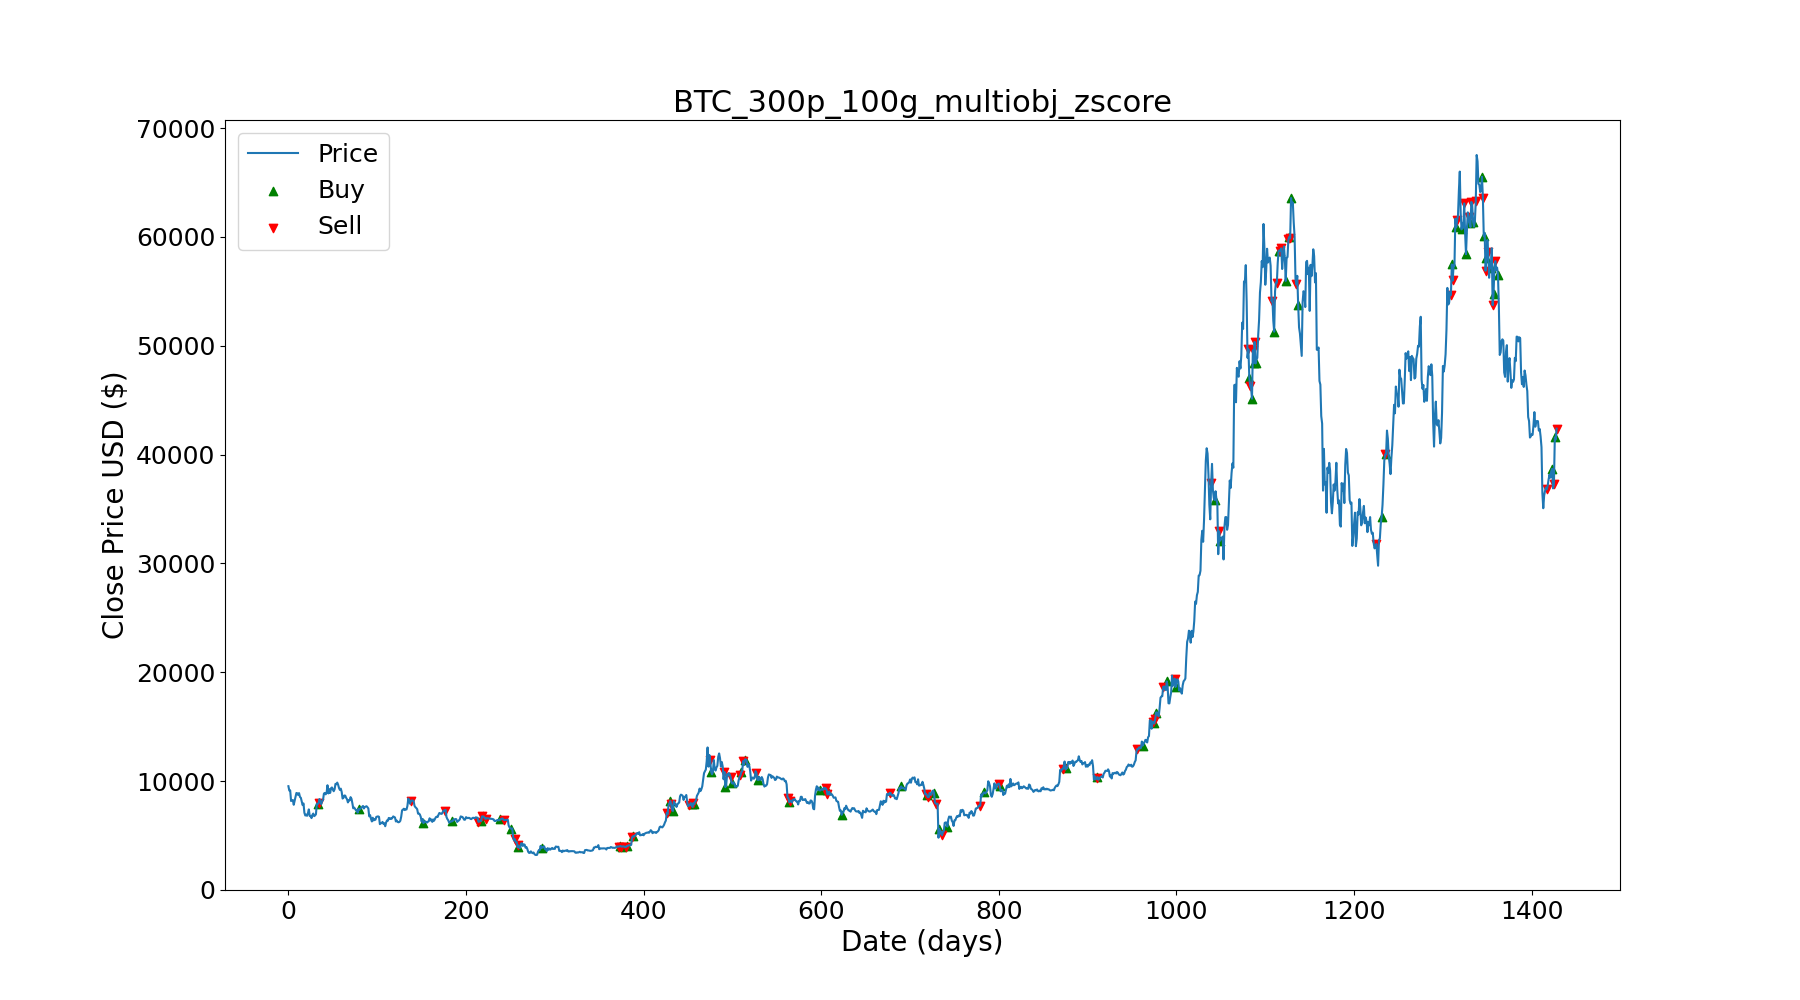 BTC_300p_100g_multiobj_zscore
Price
Buy
Sell
70000
60000
50000
40000
30000
20000
10000
0
Close Price USD ($)
0 200 400 600 800 1000 1200 1400
Date (days)